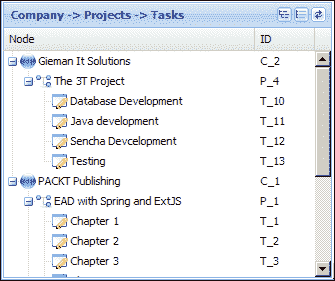 Company -> Projects -> Tasks
Node ID
Gieman It Solutions C_2
The 3T Project P_4
Database Development T_10
Java development T_11
Sencha Devcelopment T_12
Testing T_13
PACKT Publishing C_1
EAD with Spring and ExtJS P_1
Chapter 1 T_1
Chapter 2 T_2
Chapter 3 T_3